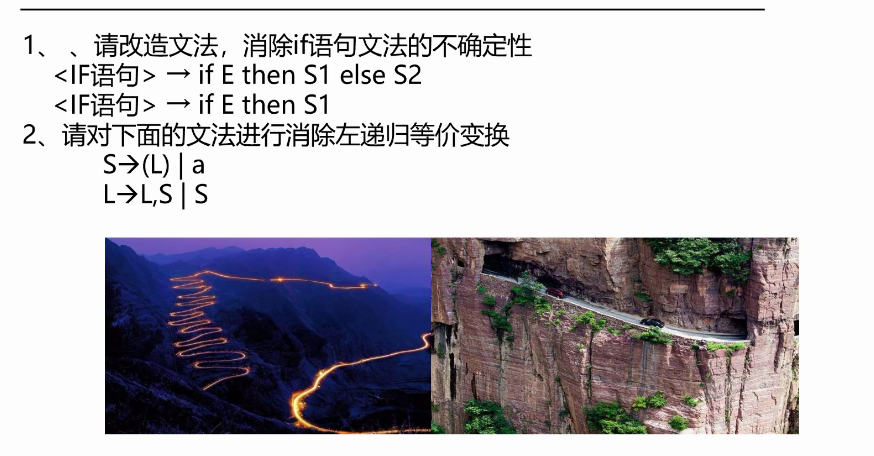 1、 、请改造文法，消除if语句文法的不确定性
<IF语句> → if E then S1 else S2
<IF语句> → if E then S1
2、请对下面的文法进行消除左递归等价变换
S→(L) | a
L→L,S | S